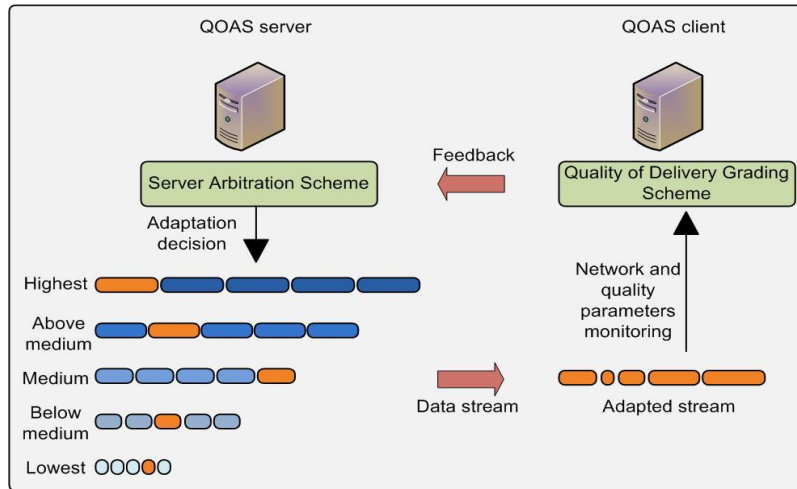 QOAS server
QOAS client
Feedback
Server Arbitration Scheme
Quality of Delivery Grading
Scheme
Adaptation
decision
Network and
quality
parameters
monitoring
Highest
Above
medium
Medium
Below
medium
Lowest
Data stream
Adapted stream